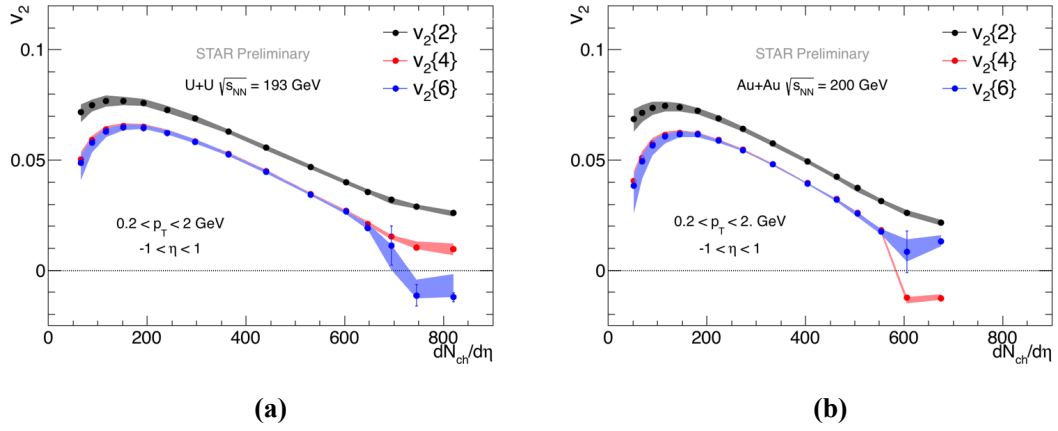 v2
0.1
0.05
0
STAR Preliminary
U+U √sNN = 193 GeV
v2{2}
v2{4}
v2{6}
0.2 < pT < 2 GeV
-1 < η < 1
0 200 400 600 800
dNch/dη
(a)
v2
0.1
0.05
0
STAR Preliminary
Au+Au √sNN = 200 GeV
v2{2}
v2{4}
v2{6}
0.2 < pT < 2. GeV
-1 < η < 1
0 200 400 600 800
dNch/dη
(b)